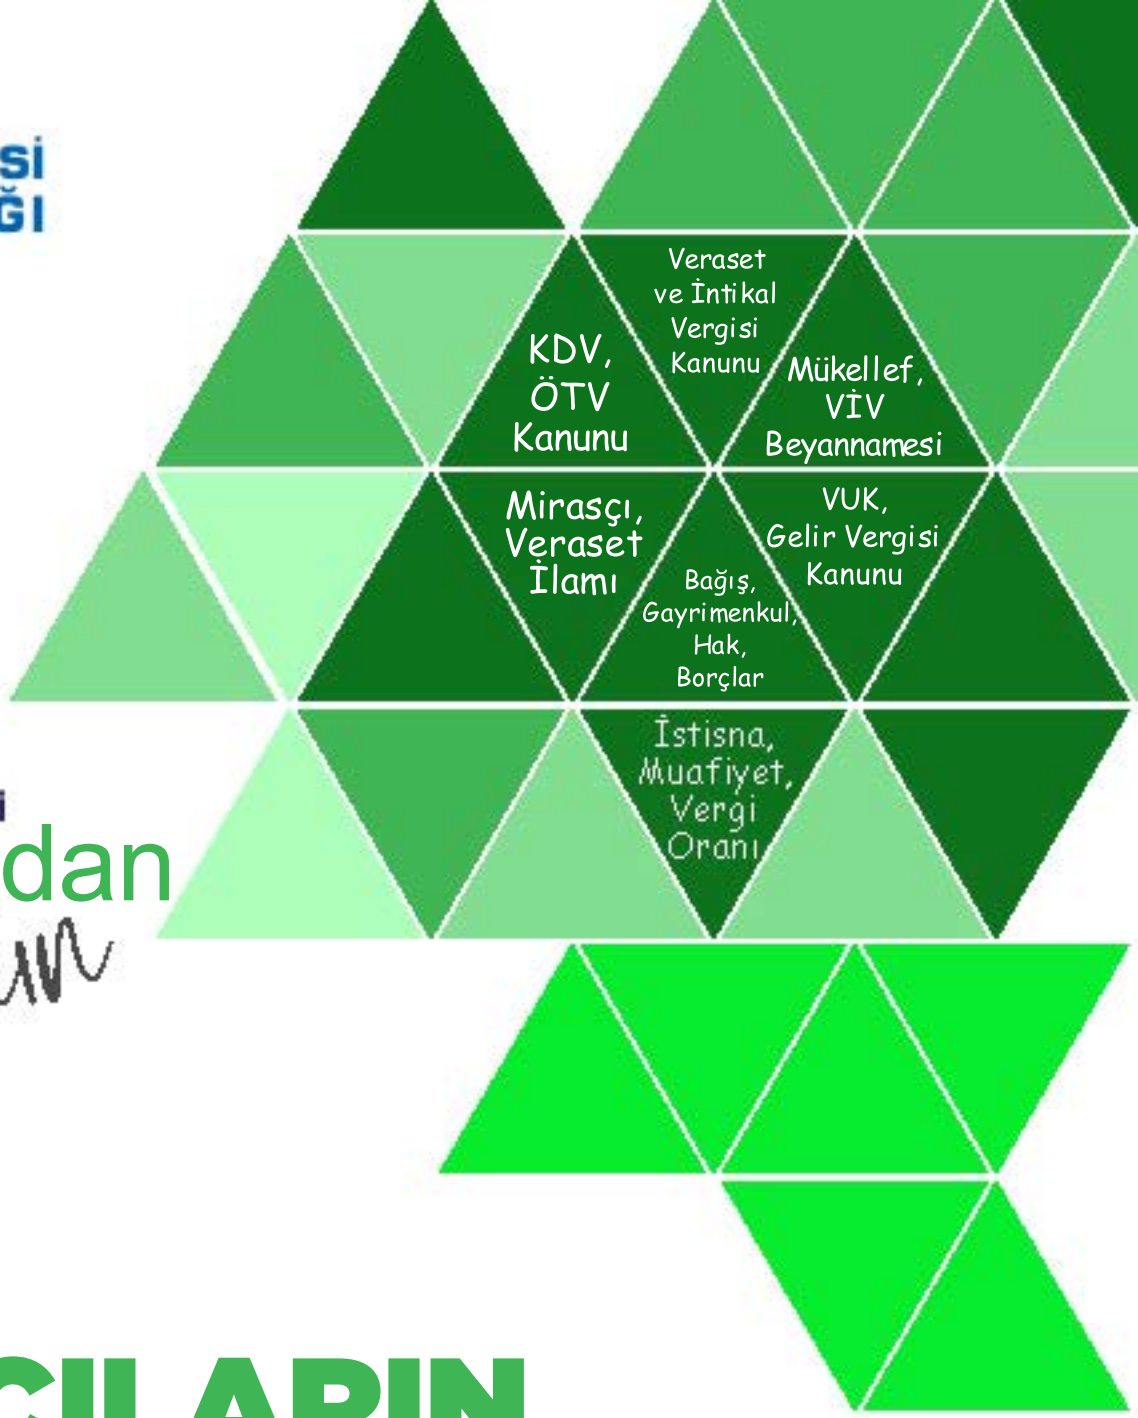 si
ĞI
Veraset
ve İntikal
Vergisi
Kanunu
KDV,
ÖTV
Kanunu
Mükellef,
VİV
Beyannamesi
Mirasçı,
Veraset
İlamı
VUK,
Gelir Vergisi
Kanunu
Bağış,
Gayrimenkul,
Hak,
Borçlar
İstisna,
Muafiyet,
Vergi
Oranı
i
dan
ÇILARIN